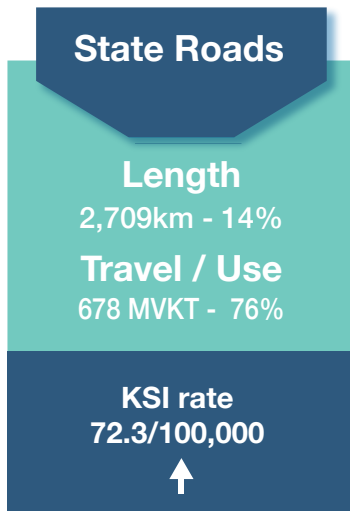 State Roads
Length
2,709km - 14%
Travel / Use
678 MVKT - 76%
KSI rate
72.3/100,000